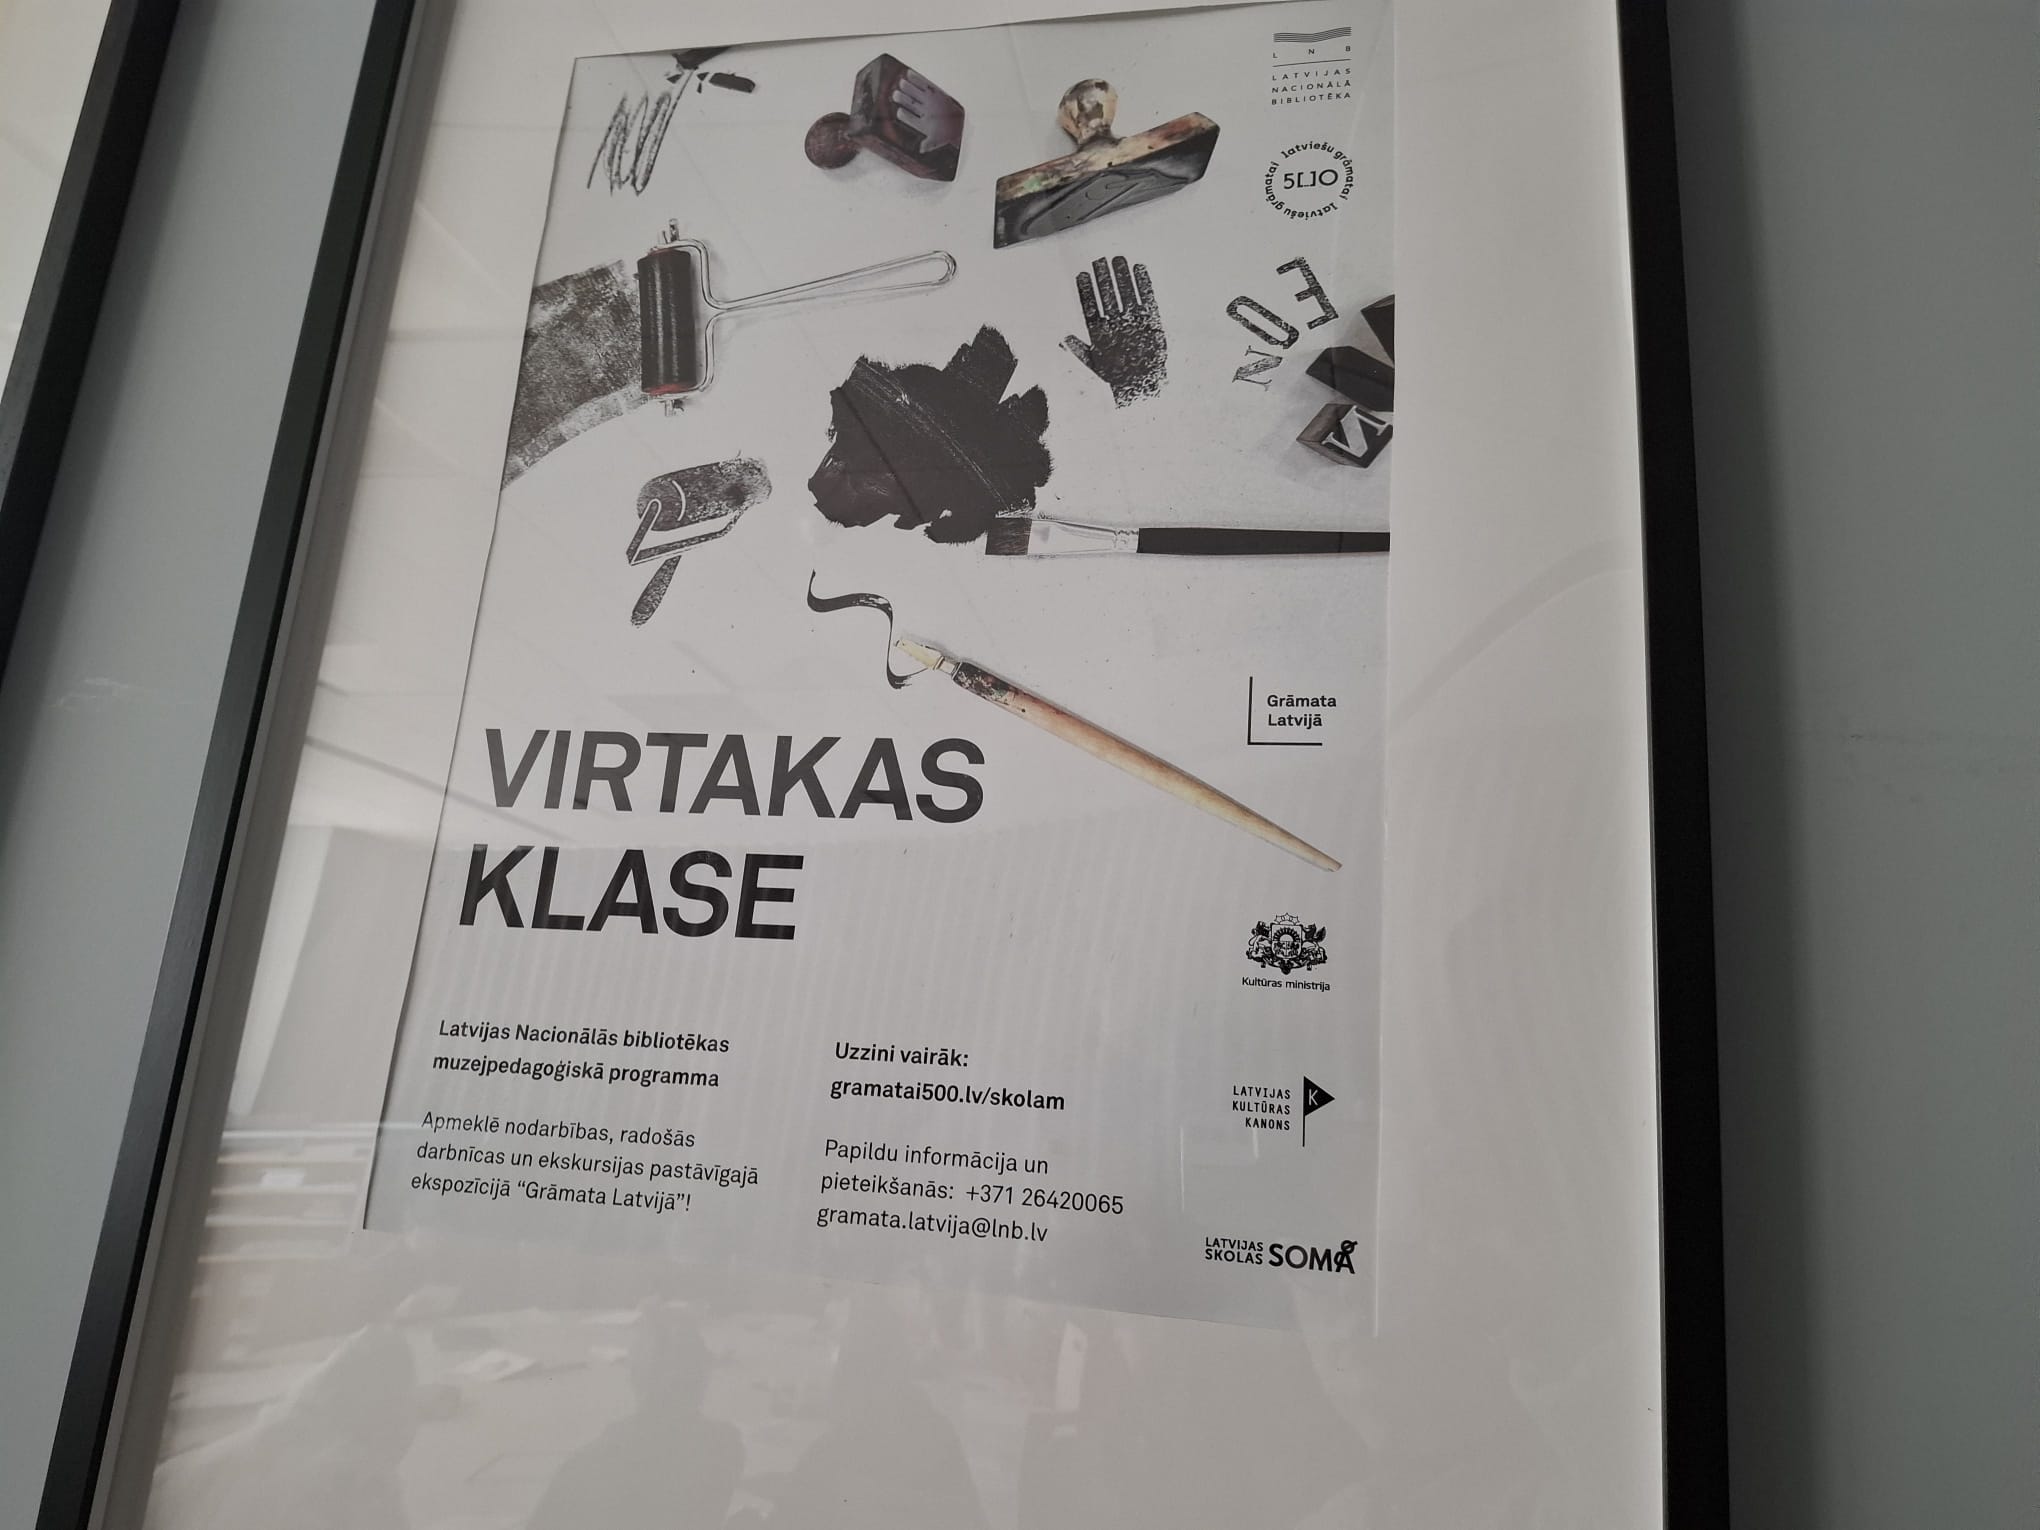 L N B
LATVIJAS
NACIONĀLĀ
BIBLIOTĒKA
latviešu grāmatai latviešu grāmatai
5[_]0
N O E
N
Grāmata
Latvijā
VIRTAKAS
KLASE
Kultūras ministrija
Latvijas Nacionālās bibliotēkas
muzejpedagoģiskā programma
Apmeklē nodarbības, radošās
darbnīcas un ekskursijas pastāvīgajā
ekspozīcijā “Grāmata Latvijā”!
Uzzini vairāk:
gramatai500.lv/skolam
Papildu informācija un
pieteikšanās: +371 26420065
gramata.latvija@lnb.lv
LATVIJAS
KULTŪRAS
KANONS
K
LATVIJAS
SKOLAS SOMA